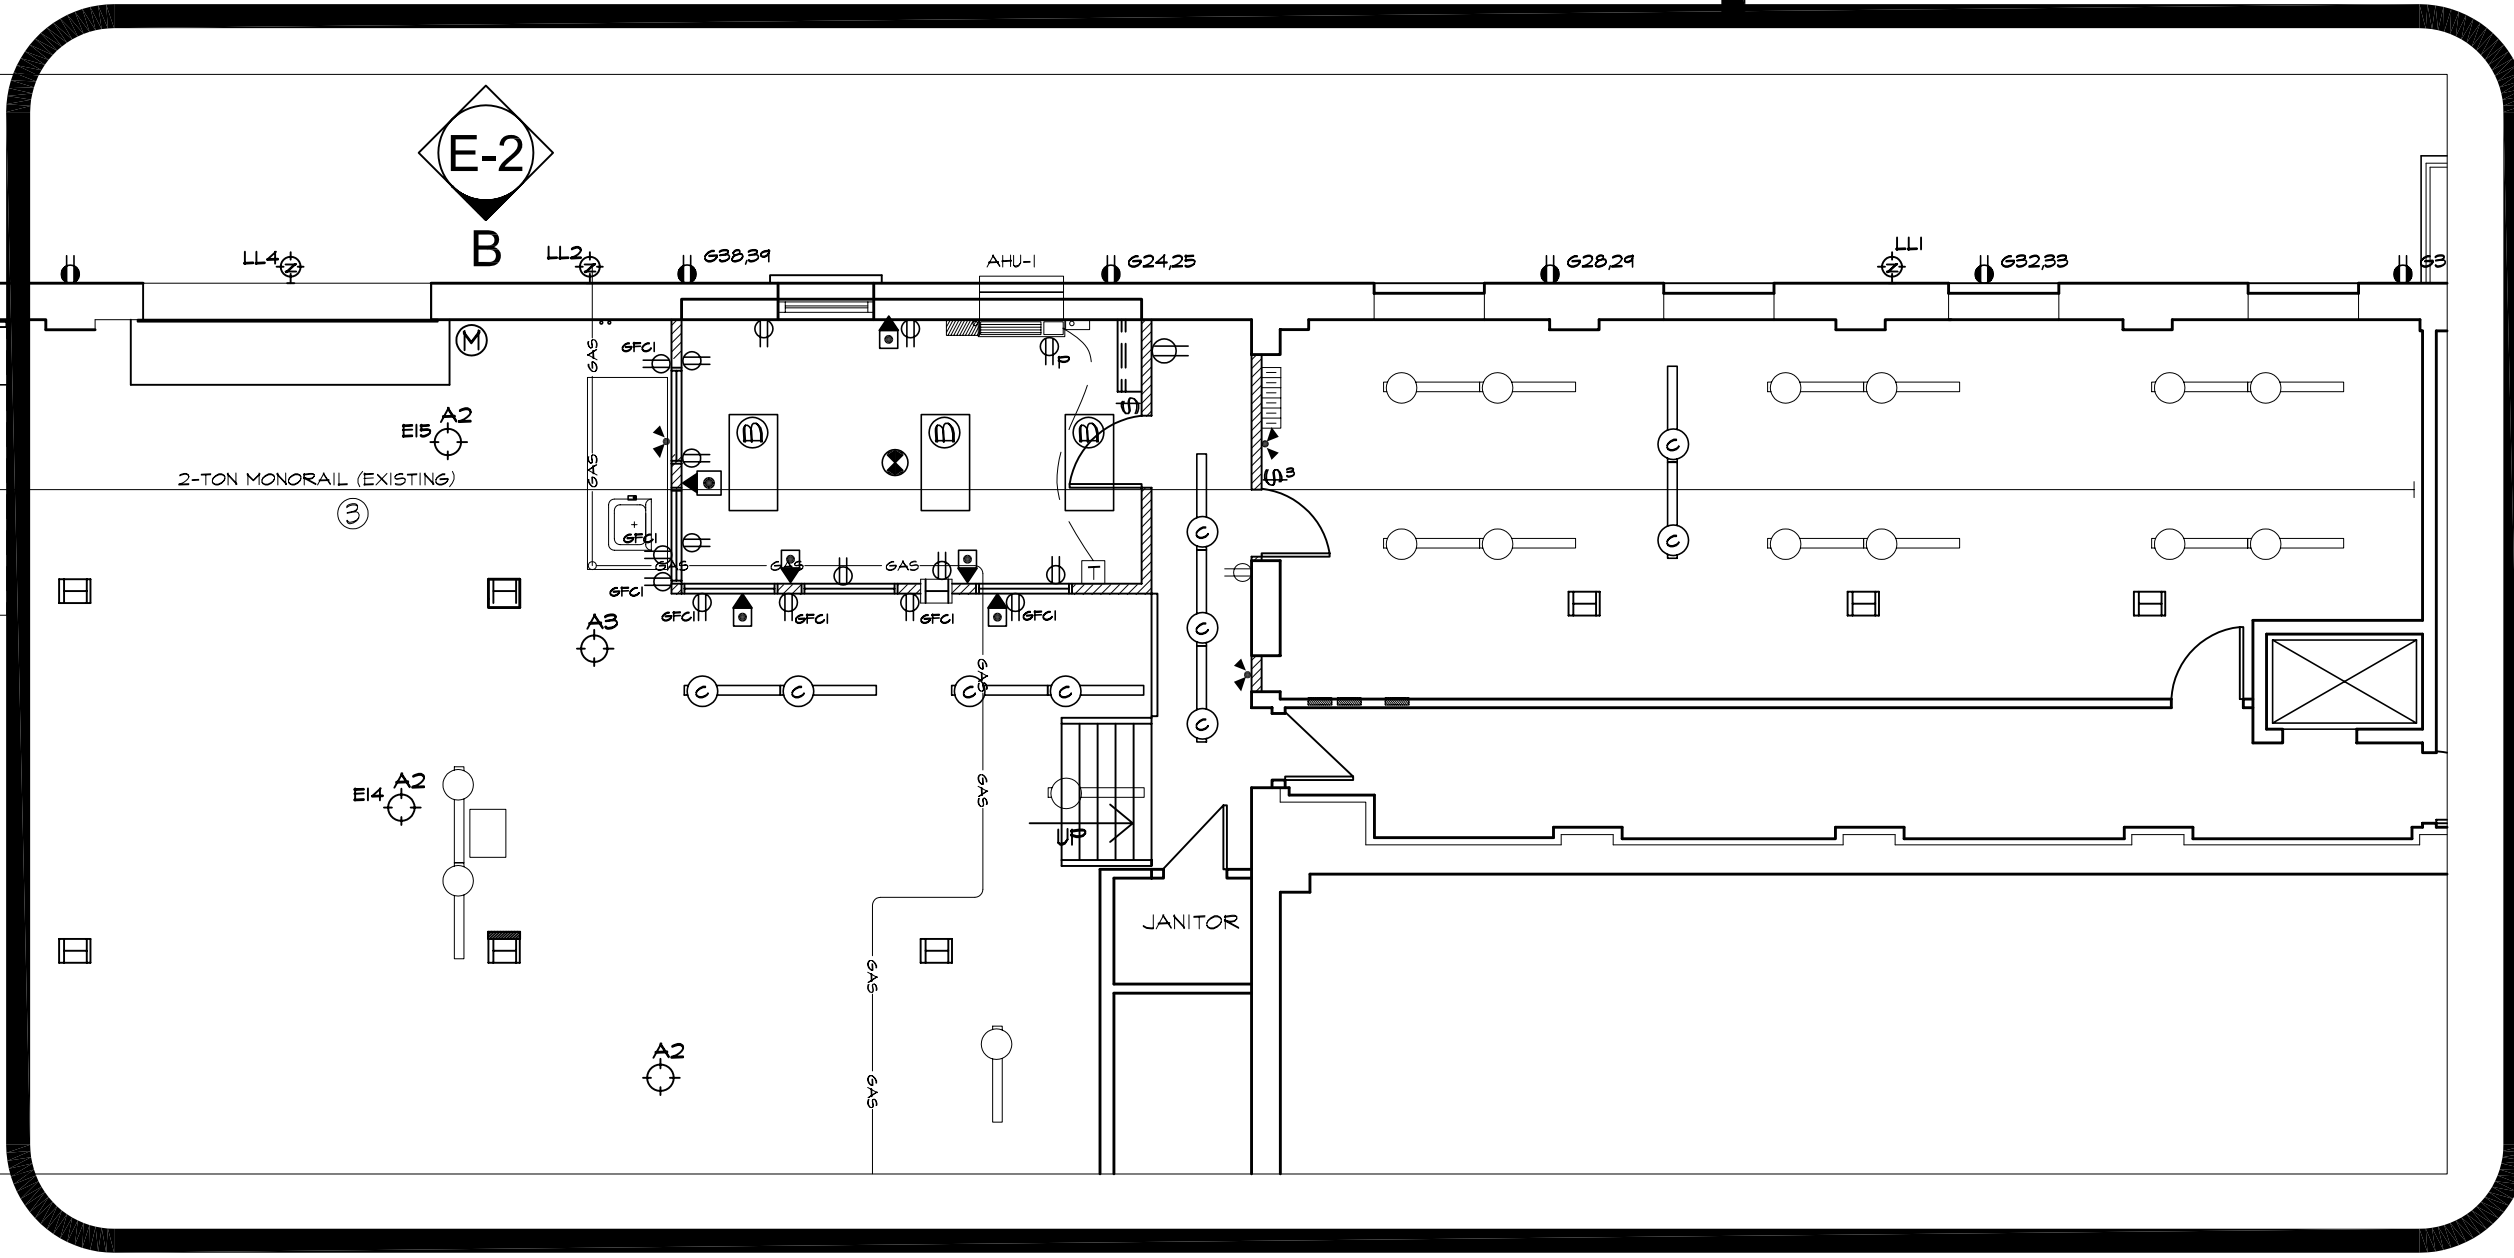 E-2
B
LL4
LL2
G38,39
AHU-1
G24,25
G28,29
LL1
G32,33
G3
M
GFCI
GAS
P
S
A2
E15
B
B
B
C
S3
GAS
2-TON MONORAIL (EXISTING)
3
C
GFCI
C
C
GAS
GAS
GAS
T
GFCI
GFCI
GFCI
GFCI
GFCI
A3
C
GAS
C
C
C
C
C
A2
E14
GAS
UP
JANITOR
GAS
A2
GAS